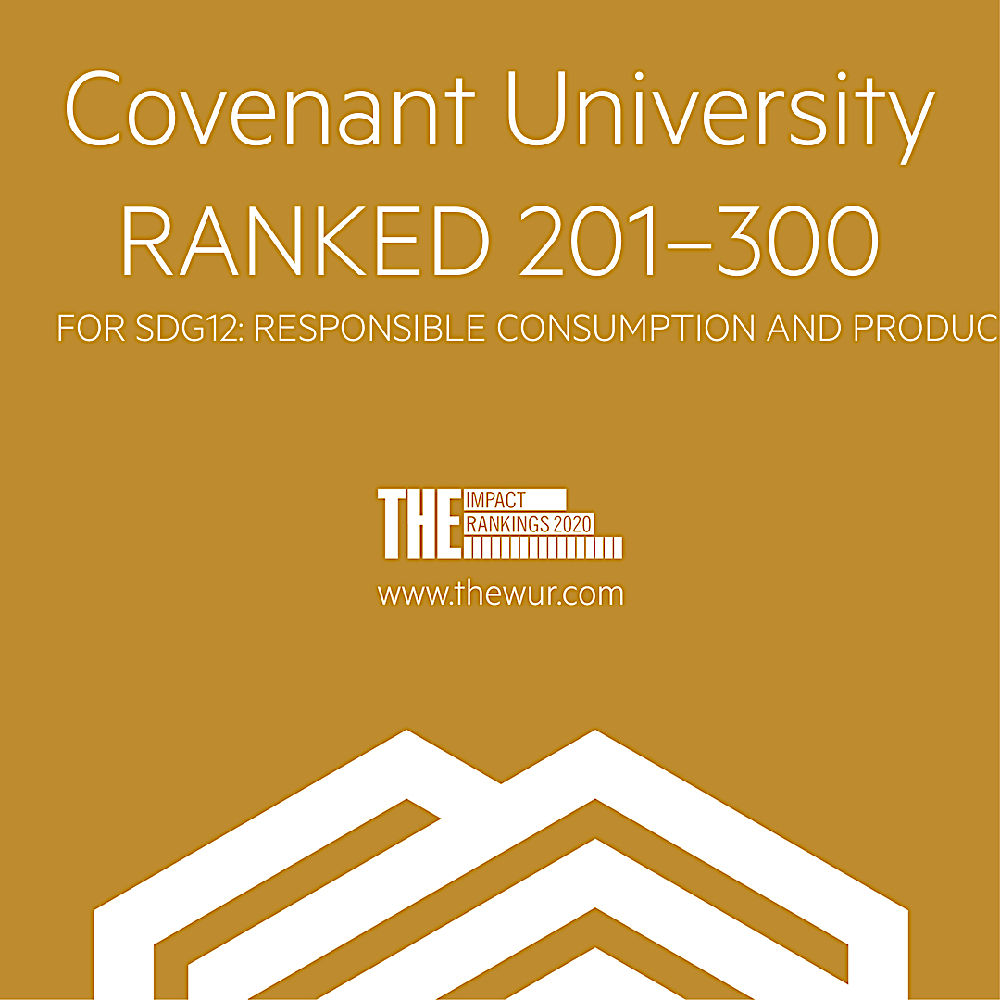 Covenant University
RANKED 201–300
FOR SDG12: RESPONSIBLE CONSUMPTION AND PRODUC
THE IMPACT
RANKINGS 2020
www.thewur.com